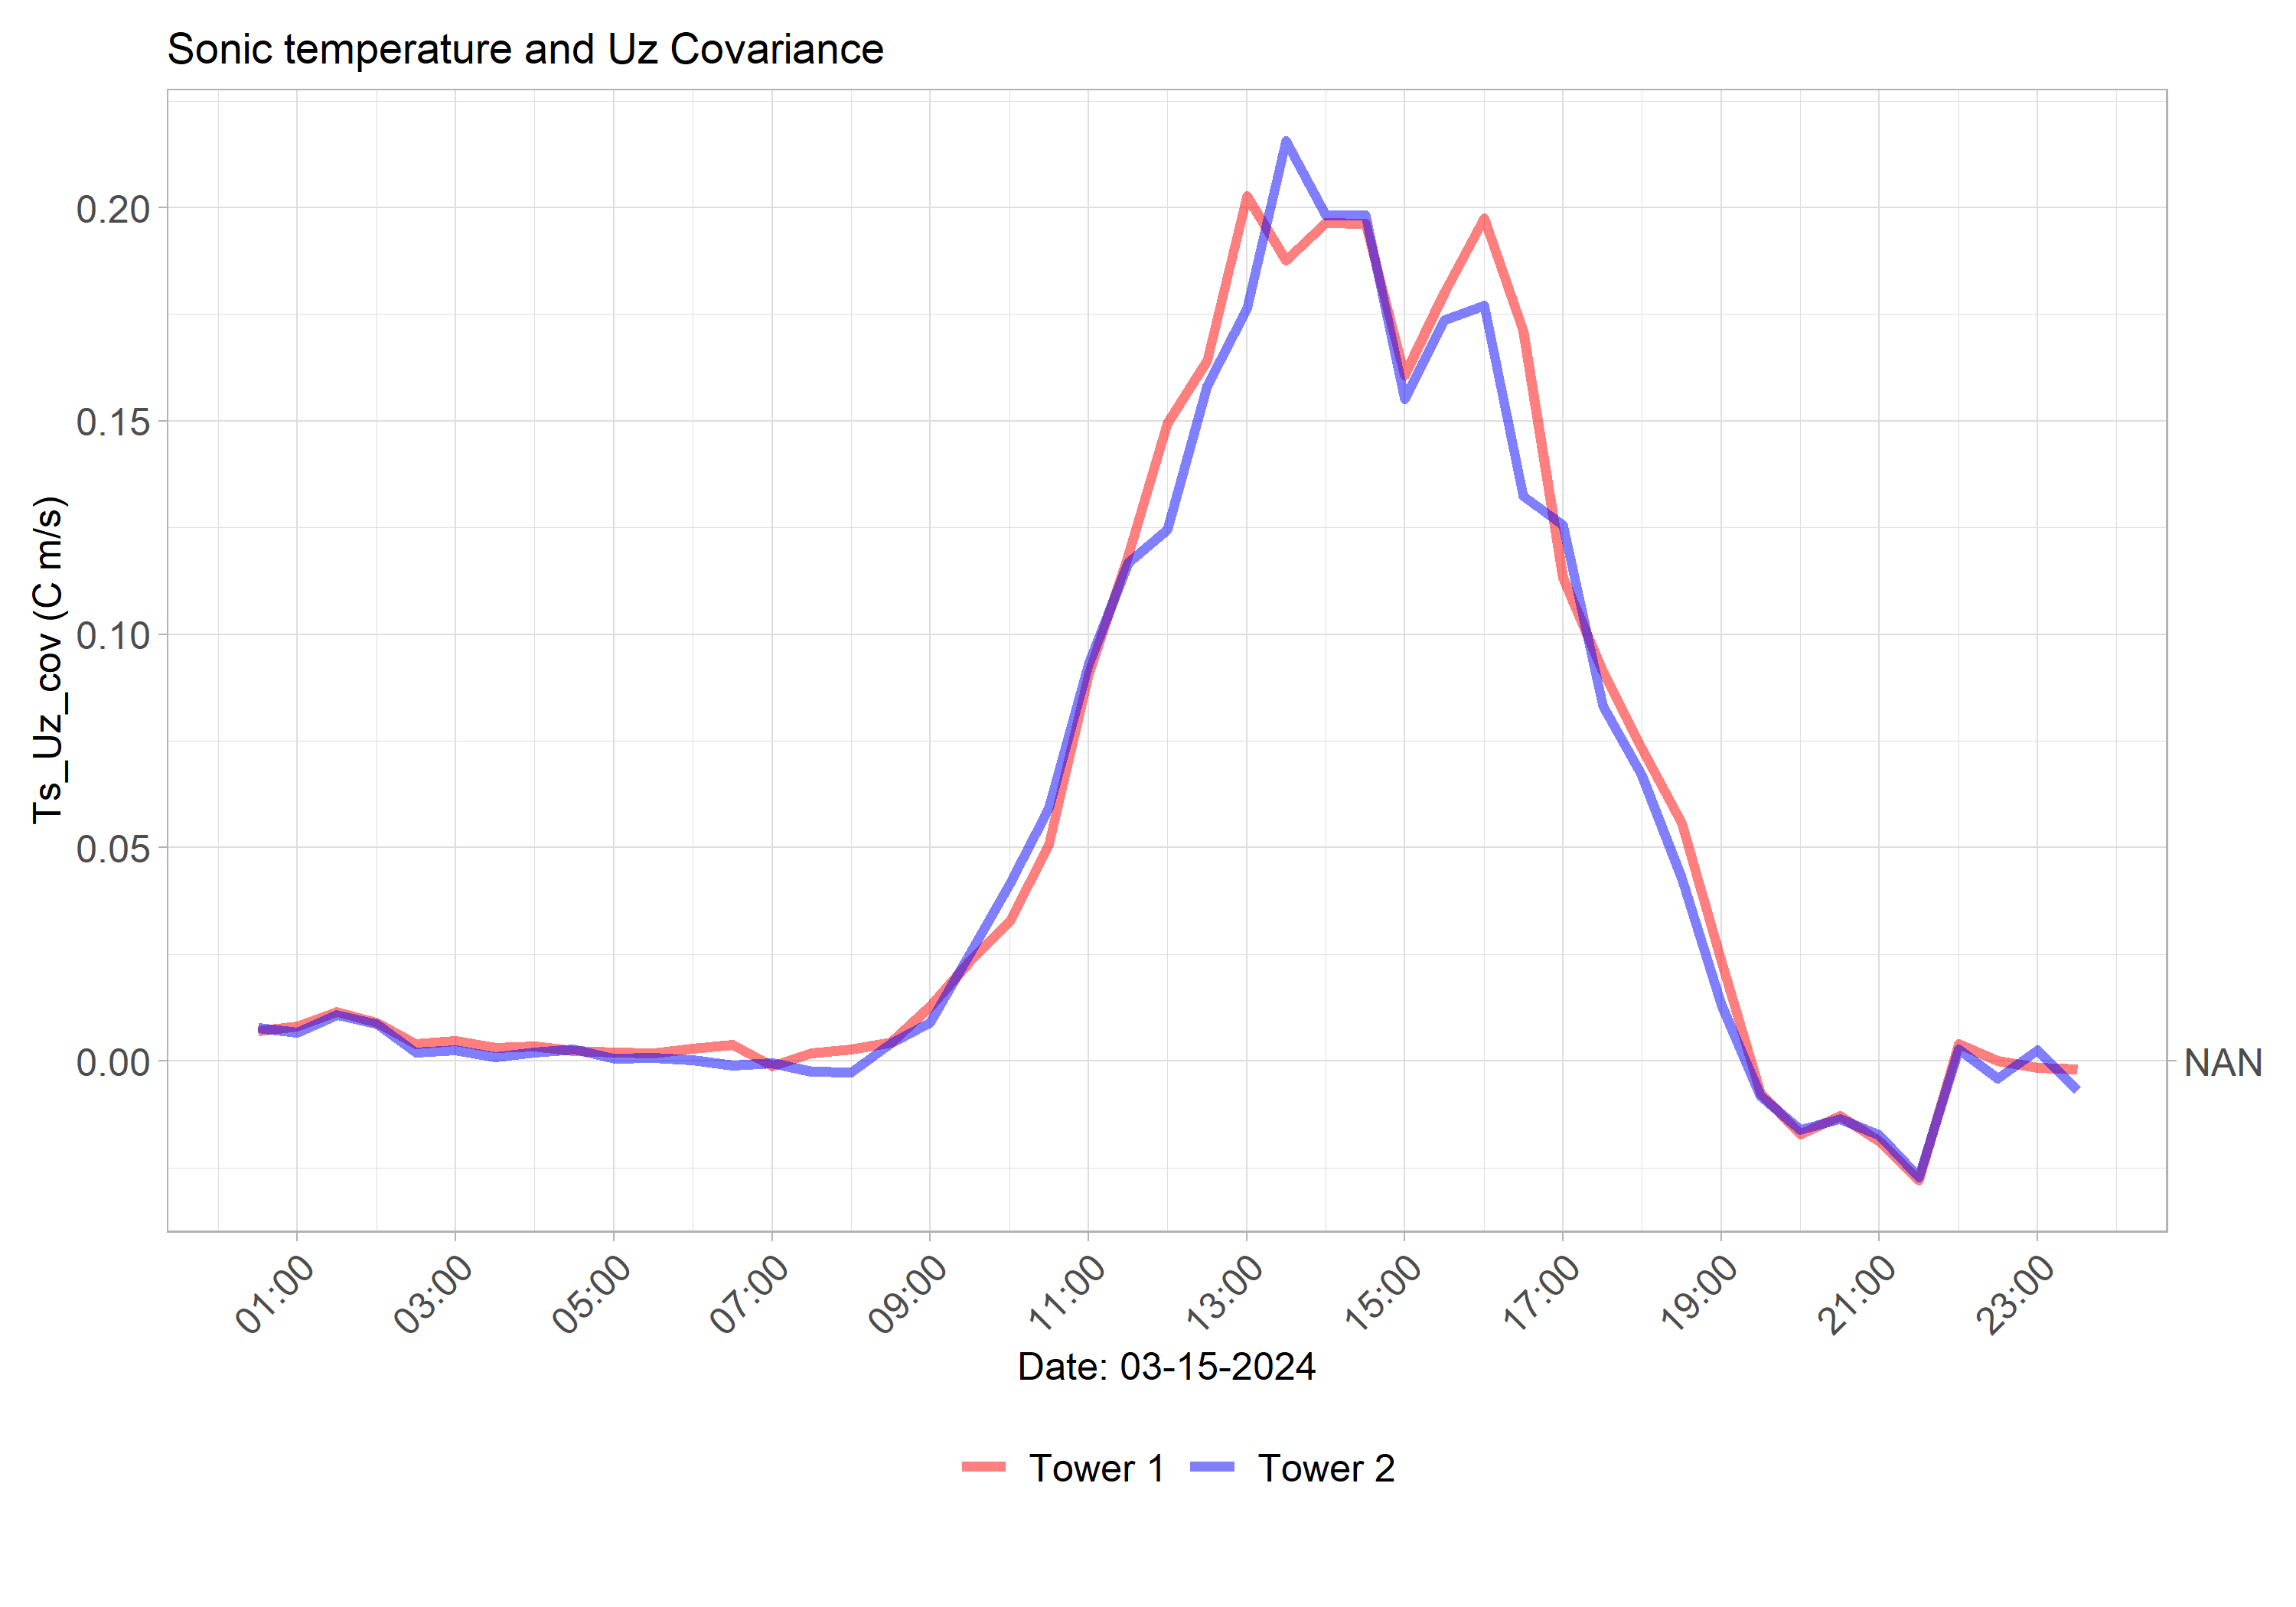 Sonic temperature and Uz Covariance
Ts_Uz_cov (C m/s)
0.20
0.15
0.10
0.05
0.00
NAN
01:00
03:00
05:00
07:00
09:00
11:00
13:00
15:00
17:00
19:00
21:00
23:00
Date: 03-15-2024
Tower 1
Tower 2